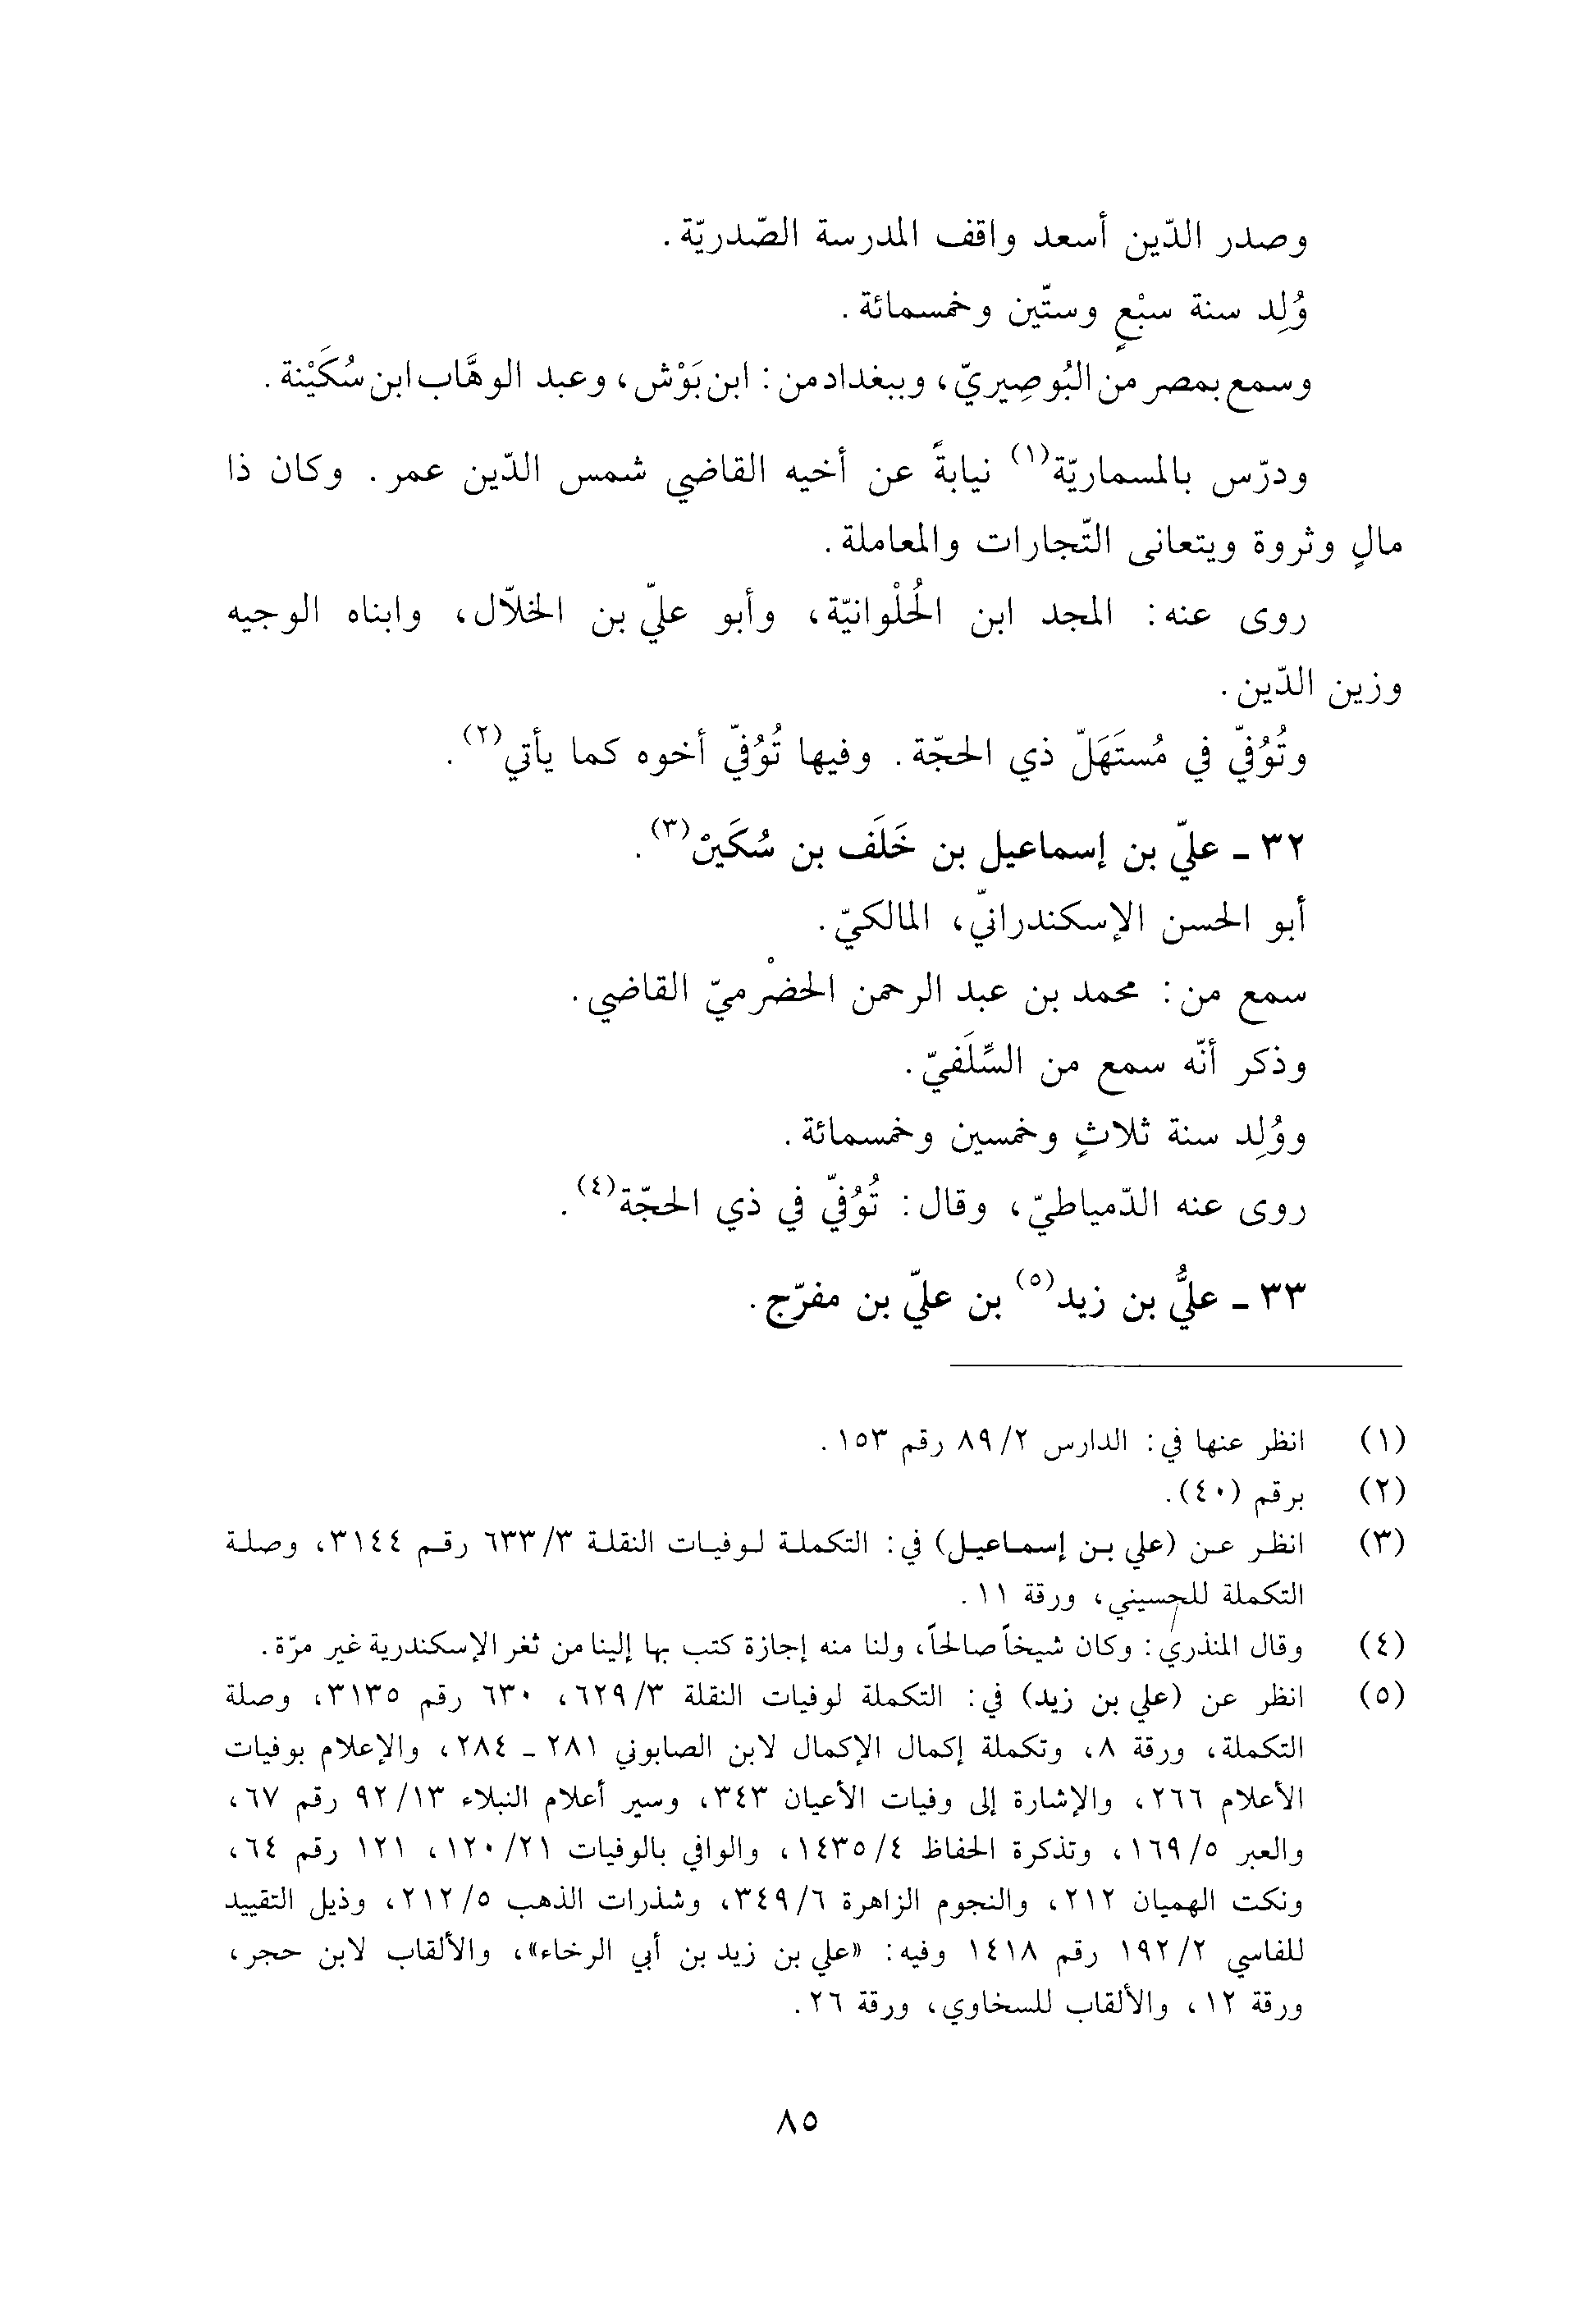 وصدر الدّين أسعد واقف المدرسة الصّدريّة.
وُلِد سنة سبْعٍ وستّين وخمسمائة.
وسمع بمصر من البُوصِيريّ، وببغداد من: ابن بَوْش، وعبد الوهَّاب ابن سُكَيْنة.
ودرّس بالمسماريّة(١) نيابةً عن أخيه القاضي شمس الدّين عمر. وكان ذا
مالٍ وثروة ويتعانى التّجارات والمعاملة.
روى عنه: المجد ابن الحُلْوانيّة، وأبو عليّ بن الخلّال، وابناه الوجيه
وزين الدّين.
وتُوُفّي في مُستَهَلّ ذي الحجّة. وفيها تُوُفّي أخوه كما يأتي(٢).
٣٢ ـ عليّ بن إسماعيل بن خَلَف بن سُكَينْ(٣).
أبو الحسن الإسكندرانيّ، المالكيّ.
سمع من: محمد بن عبد الرحمن الحضْرميّ القاضي.
وذكر أنّه سمع من السِّلَفيّ.
ووُلِد سنة ثلاثٍ وخمسين وخمسمائة.
روى عنه الدّمياطيّ، وقال: تُوُفّي في ذي الحجّة(٤).
٣٣ ـ عليُّ بن زيد(٥) بن عليّ بن مفرّج.
(١) انظر عنها في: الدارس ٨٩/٢ رقم ١٥٣.
(٢) برقم (٤٠).
(٣) انظر عن (علي بن إسماعيل) في: التكملة لوفيات النقلة ٦٣٣/٣ رقم ٣١٤٤، وصلة
التكملة للحسيني، ورقة ١١.
(٤) وقال المنذري: وكان شيخاً صالحاً، ولنا منه إجازة كتب بها إلينا من ثغر الإسكندرية غير مرّة.
(٥) انظر عن (علي بن زيد) في: التكملة لوفيات النقلة ٦٢٩/٣، ٦٣٠ رقم ٣١٣٥، وصلة
التكملة، ورقة ٨، وتكملة إكمال الإكمال لابن الصابوني ٢٨١ ـ ٢٨٤، والإعلام بوفيات
الأعلام ٢٦٦، والإشارة إلى وفيات الأعيان ٣٤٣، وسير أعلام النبلاء ٩٢/١٣ رقم ٦٧،
والعبر ١٦٩/٥، وتذكرة الحفاظ ١٤٣٥/٤، والوافي بالوفيات ١٢٠/٢١، ١٢١ رقم ٦٤،
ونكت الهميان ٢١٢، والنجوم الزاهرة ٣٤٩/٦، وشذرات الذهب ٢١٢/٥، وذيل التقييد
للفاسي ١٩٢/٢ رقم ١٤١٨ وفيه: «علي بن زيد بن أبي الرخاء»، والألقاب لابن حجر،
ورقة ١٢، والألقاب للسخاوي، ورقة ٢٦.
٨٥